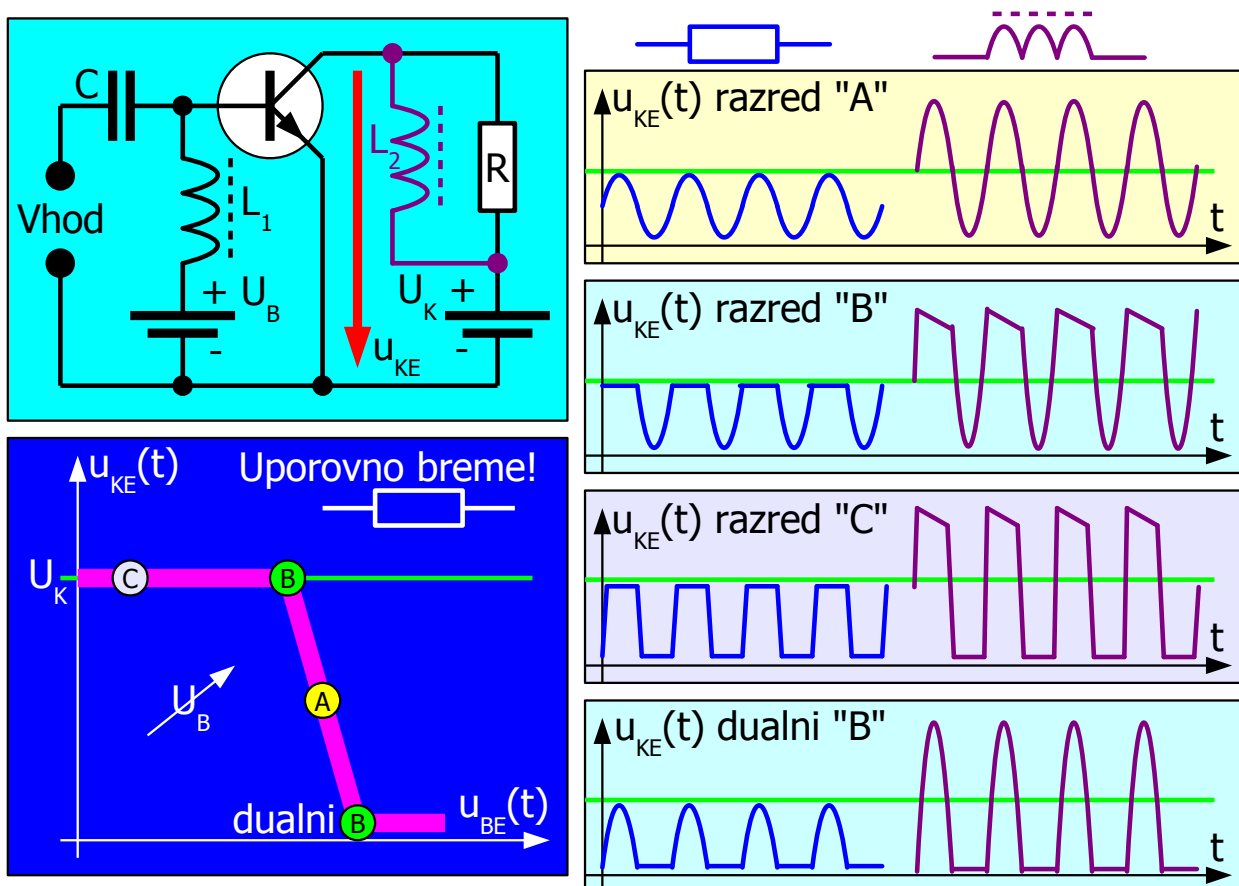 C
Vhod
L1
+ UB
-
L2
R
UK +
-
uKE
uKE(t)
Uporovno breme!
UK
C
B
UB
A
dualni
B
uBE(t)
uKE(t) razred "A"
t
uKE(t) razred "B"
t
uKE(t) razred "C"
t
uKE(t) dualni "B"
t